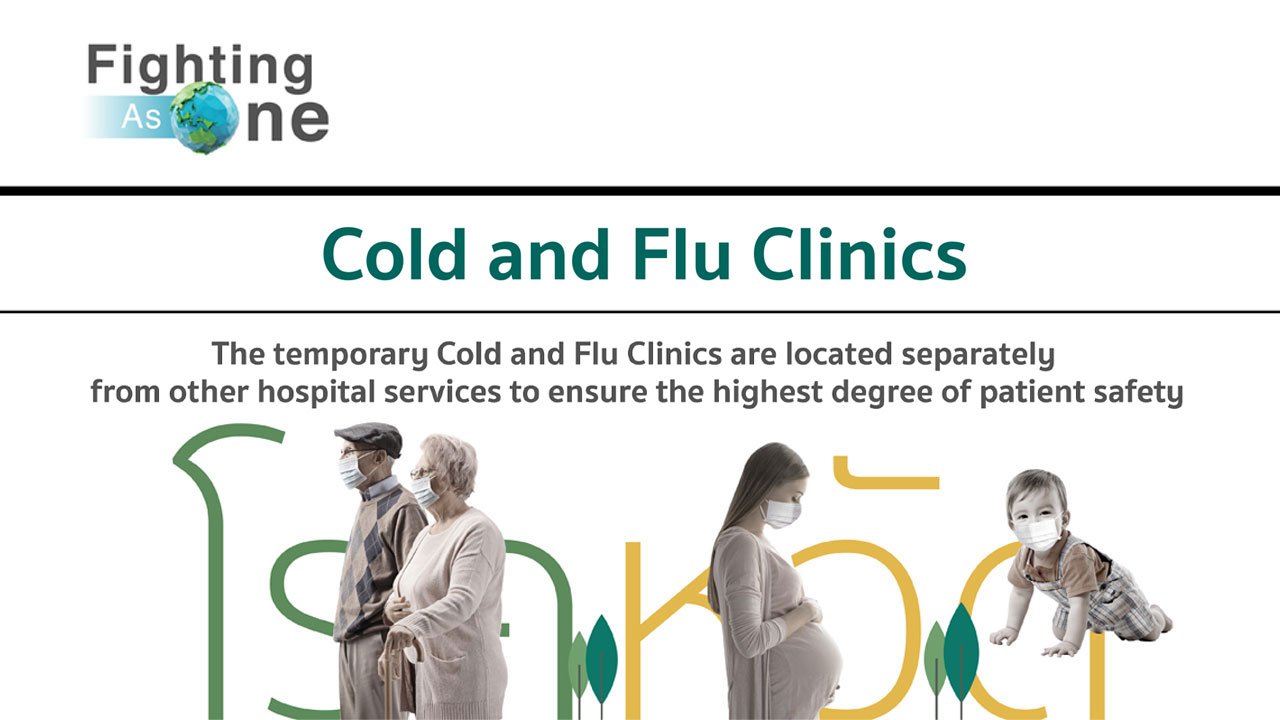 Fighting
As One
Cold and Flu Clinics
The temporary Cold and Flu Clinics are located separately
from other hospital services to ensure the highest degree of patient safety
โรคหวัด